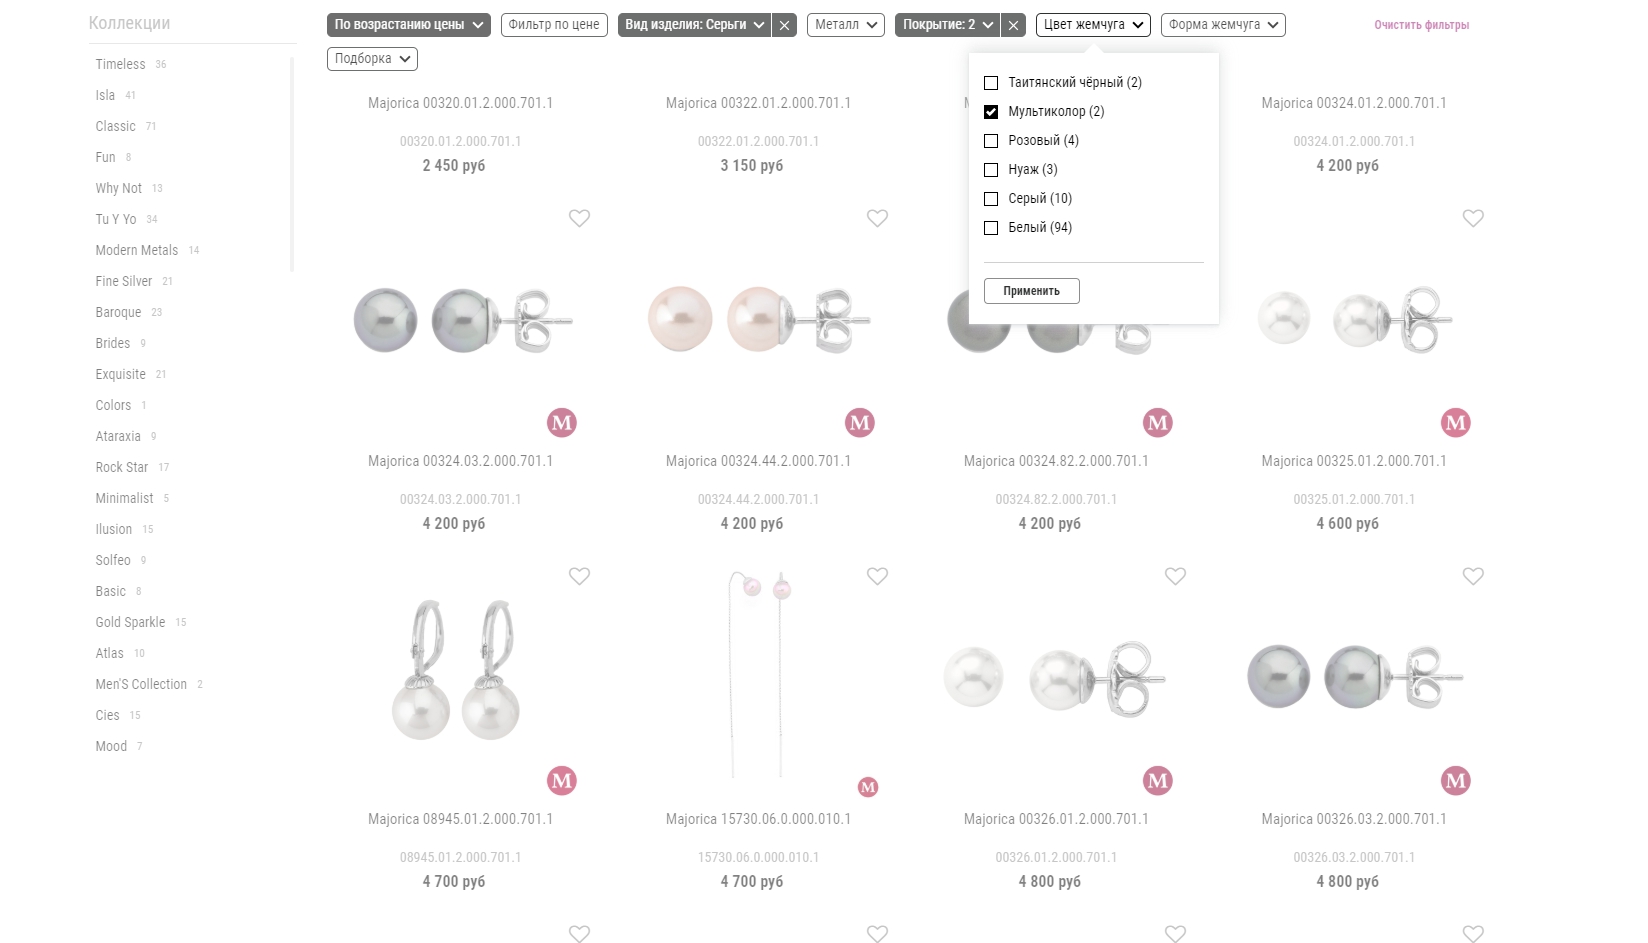 Коллекции
По возрастанию цены
Фильтр по цене
Вид изделия: Серьги
Металл
Покрытие: 2
Цвет жемчуга
Форма жемчуга
Очистить фильтры
Подборка
Timeless 36
Isla 41
Classic 71
Fun 8
Why Not 13
Tu Y Yo 34
Modern Metals 14
Fine Silver 21
Baroque 23
Brides 9
Exquisite 21
Colors 1
Ataraxia 9
Rock Star 17
Minimalist 5
Ilusion 15
Solfeo 9
Basic 8
Gold Sparkle 15
Atlas 10
Men'S Collection 2
Cies 15
Mood 7
Таитянский чёрный (2)
Мультиколор (2)
Розовый (4)
Нуаж (3)
Серый (10)
Белый (94)
Применить
Majorica 00320.01.2.000.701.1
00320.01.2.000.701.1
2 450 руб
Majorica 00322.01.2.000.701.1
00322.01.2.000.701.1
3 150 руб
Majorica 00324.01.2.000.701.1
00324.01.2.000.701.1
4 200 руб
M
Majorica 00324.03.2.000.701.1
00324.03.2.000.701.1
4 200 руб
M
Majorica 00324.44.2.000.701.1
00324.44.2.000.701.1
4 200 руб
M
Majorica 00324.82.2.000.701.1
00324.82.2.000.701.1
4 200 руб
M
Majorica 00325.01.2.000.701.1
00325.01.2.000.701.1
4 600 руб
M
Majorica 08945.01.2.000.701.1
08945.01.2.000.701.1
4 700 руб
M
Majorica 15730.06.0.000.010.1
15730.06.0.000.010.1
4 700 руб
M
Majorica 00326.01.2.000.701.1
00326.01.2.000.701.1
4 800 руб
M
Majorica 00326.03.2.000.701.1
00326.03.2.000.701.1
4 800 руб